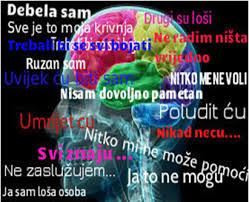 Debela sam
Drugi su loši
Sve je to moja krivnja
Trebali bi se svi bojati
Ne radim ništa
vrijedno
Ružan sam
Uvijek ću biti sam
NITKO ME NE VOLI
Nisam dovoljno pametan
Poludit ću
Umrijet ću
Nikad neću....
Nitko mi ne može pomoći
Svi znaju ...
Ne zaslužujem...
Ja to ne mogu
Ja sam loša osoba